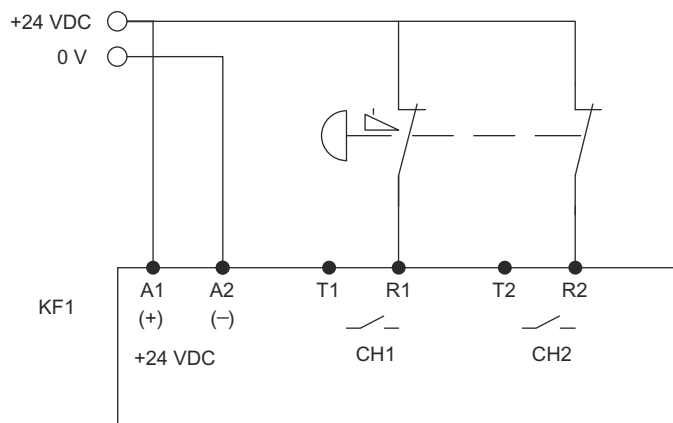 +24 VDC
0 V
A1 A2 T1 R1 T2 R2
KF1
(+) (−)
+24 VDC CH1 CH2